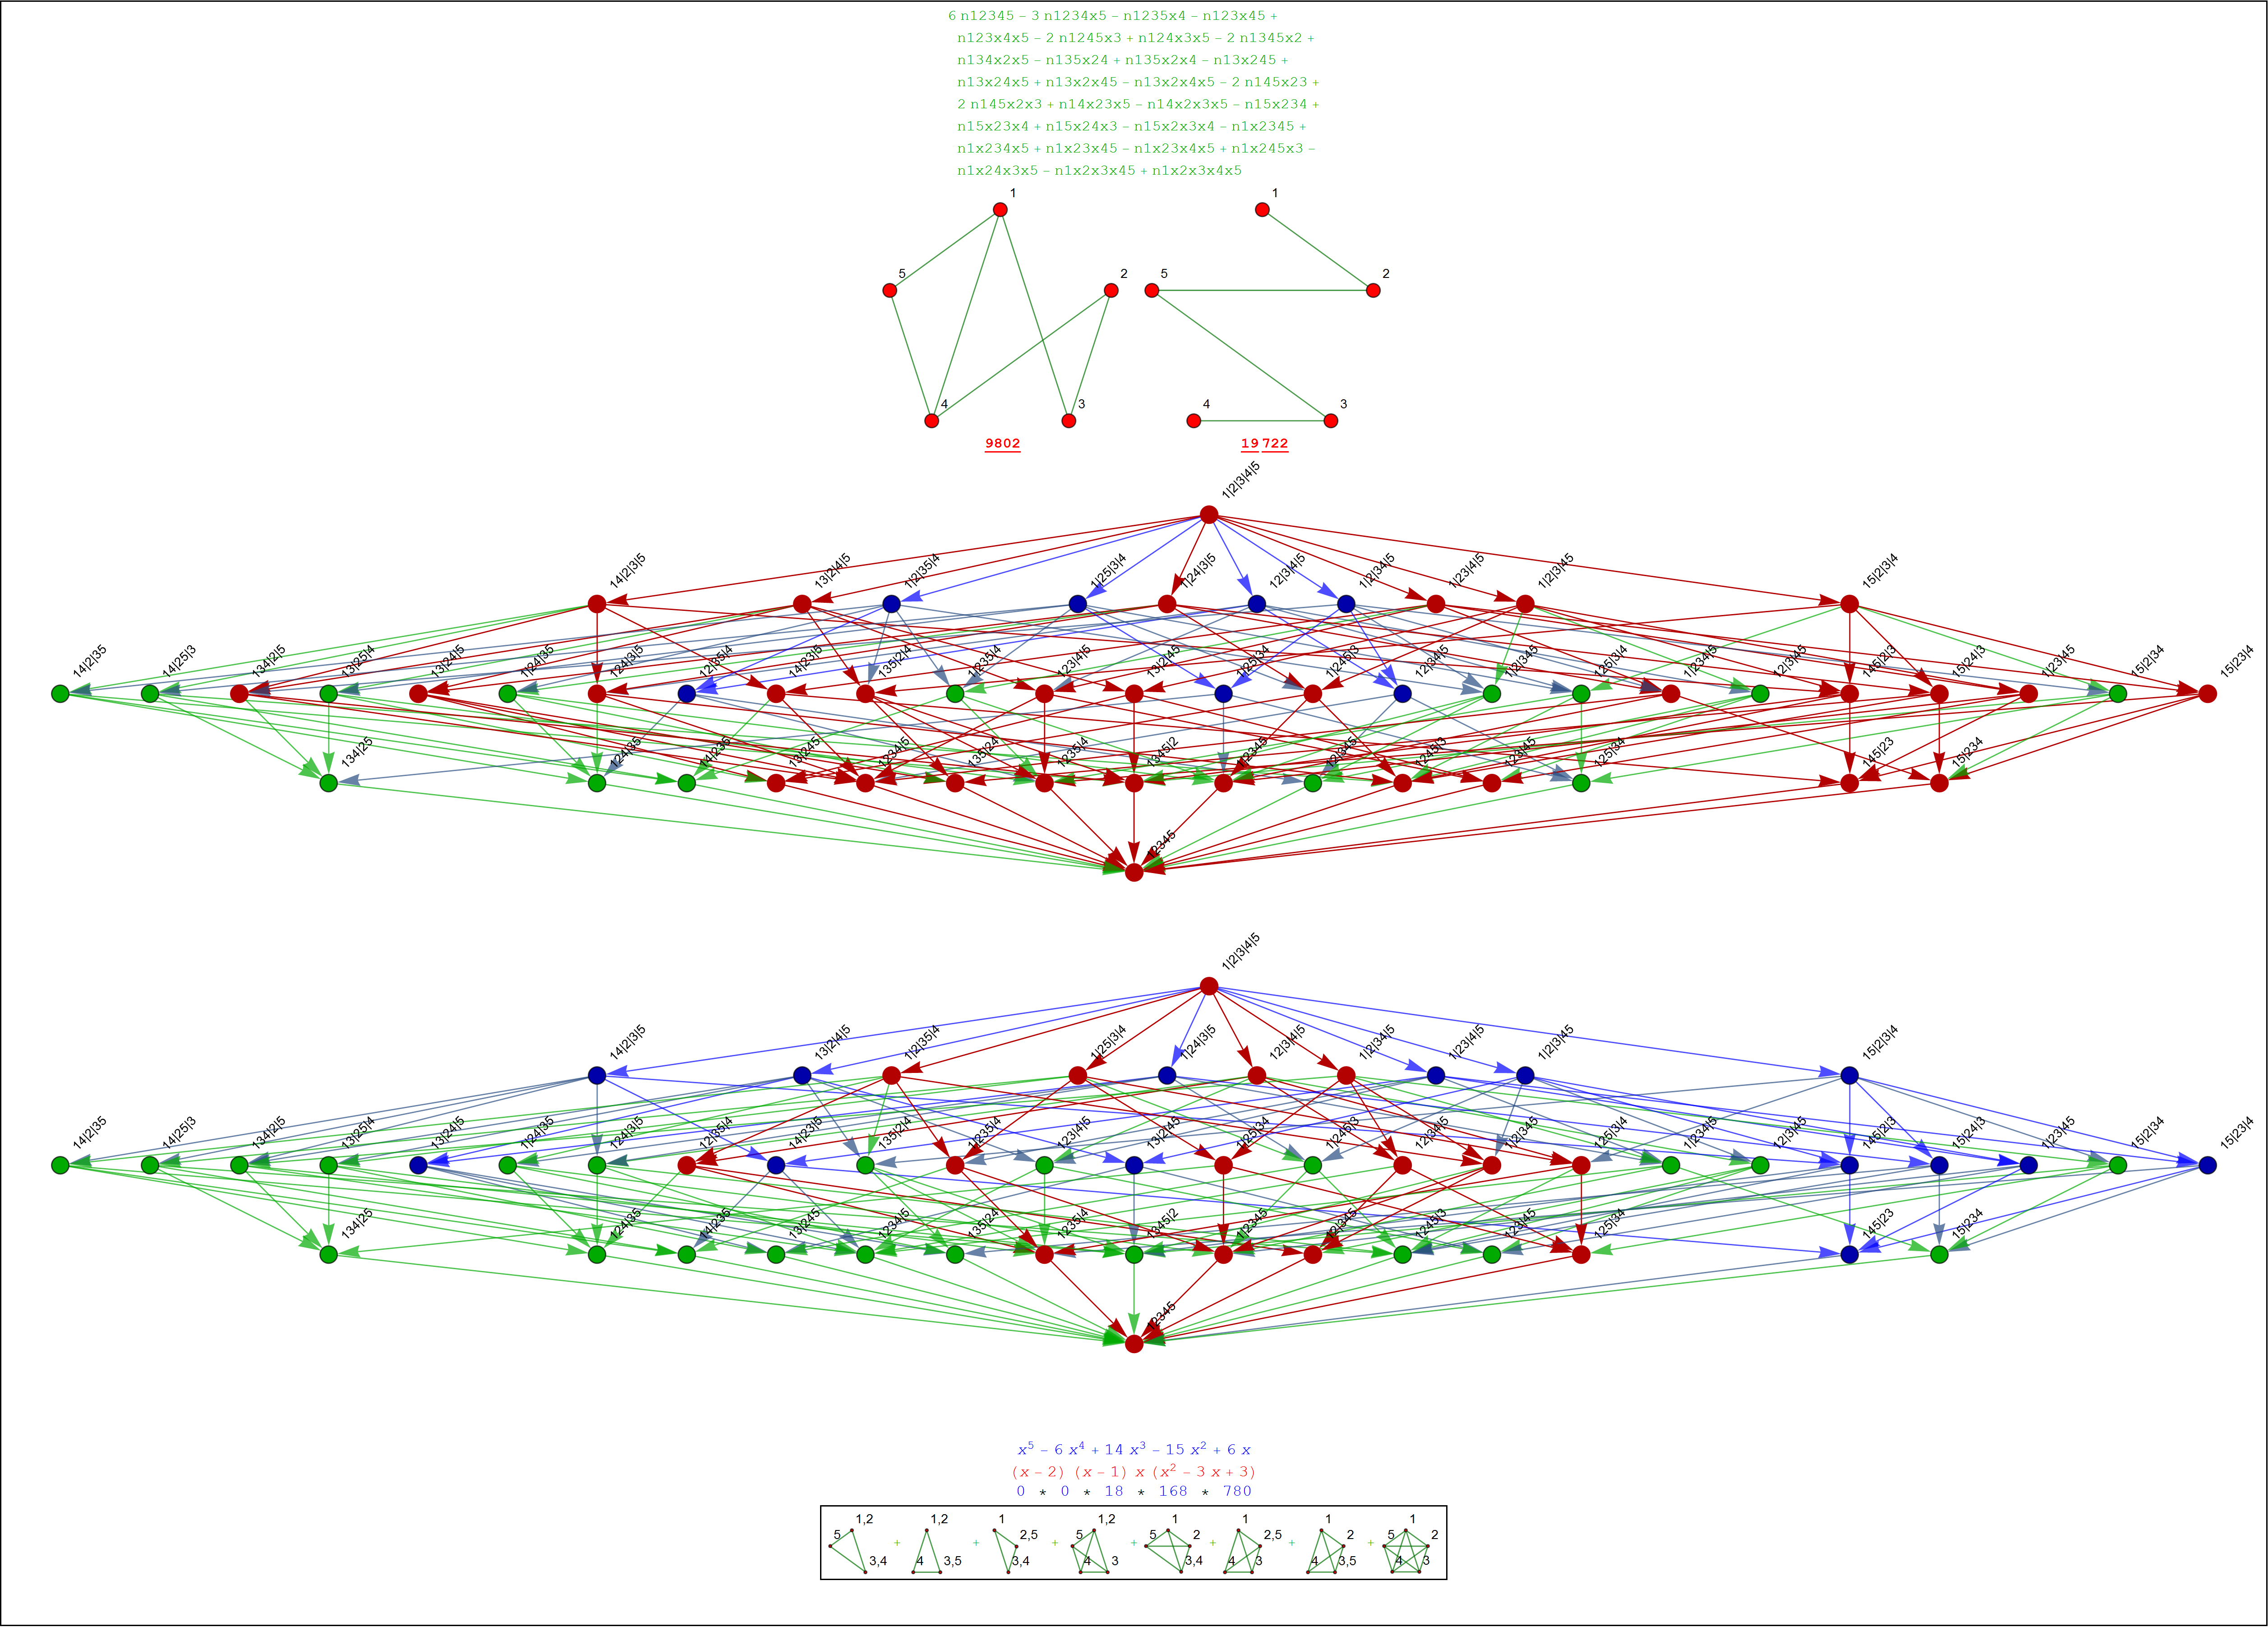 6 n12345 − 3 n1234x5 − n1235x4 − n123x45 +
n123x4x5 − 2 n1245x3 + n124x3x5 − 2 n1345x2 +
n134x2x5 − n135x24 + n135x2x4 − n13x245 +
n13x24x5 + n13x2x45 − n13x2x4x5 − 2 n145x23 +
2 n145x2x3 + n14x23x5 − n14x2x3x5 − n15x234 +
n15x23x4 + n15x24x3 − n15x2x3x4 − n1x2345 +
n1x234x5 + n1x23x45 − n1x23x4x5 + n1x245x3 −
n1x24x3x5 − n1x2x3x45 + n1x2x3x4x5
1 1
5 2 5 2
4 3 4 3
9802 19 722
1|2|3|4|5
14|2|3|5 13|2|4|5 1|2|35|4 1|25|3|4 1|24|3|5 12|3|4|5 1|2|34|5 1|23|4|5 1|2|3|45 15|2|3|4
14|2|35 14|25|3 134|2|5 13|25|4 13|24|5 1|24|35 124|3|5 12|35|4 14|23|5 135|2|4 1|235|4 123|4|5 13|2|45 1|25|34 1|245|3 12|34|5 1|2|345 125|3|4 1|234|5 12|3|45 145|2|3 15|24|3 1|23|45 15|2|34 15|23|4
134|25 124|35 14|235 13|245 1234|5 135|24 1235|4 1345|2 1|2345 12|345 1245|3 123|45 125|34 145|23 15|234
12345
1|2|3|4|5
14|2|3|5 13|2|4|5 1|2|35|4 1|25|3|4 1|24|3|5 12|3|4|5 1|2|34|5 1|23|4|5 1|2|3|45 15|2|3|4
14|2|35 14|25|3 134|2|5 13|25|4 13|24|5 1|24|35 124|3|5 12|35|4 14|23|5 135|2|4 1|235|4 123|4|5 13|2|45 1|25|34 1|245|3 12|34|5 1|2|345 125|3|4 1|234|5 12|3|45 145|2|3 15|24|3 1|23|45 15|2|34 15|23|4
134|25 124|35 14|235 13|245 1234|5 135|24 1235|4 1345|2 1|2345 12|345 1245|3 123|45 125|34 145|23 15|234
12345
x⁵ − 6 x⁴ + 14 x³ − 15 x² + 6 x
(x − 2) (x − 1) x (x² − 3 x + 3)
0 * 0 * 18 * 168 * 780
1,2 1,2 1 1,2 1 1 1 1
5 + + 2,5 + 5 + 5 2 + 2,5 + 2 + 5 2
3,4 4 3,5 3,4 4 3 3,4 4 3 4 3,5 4 3